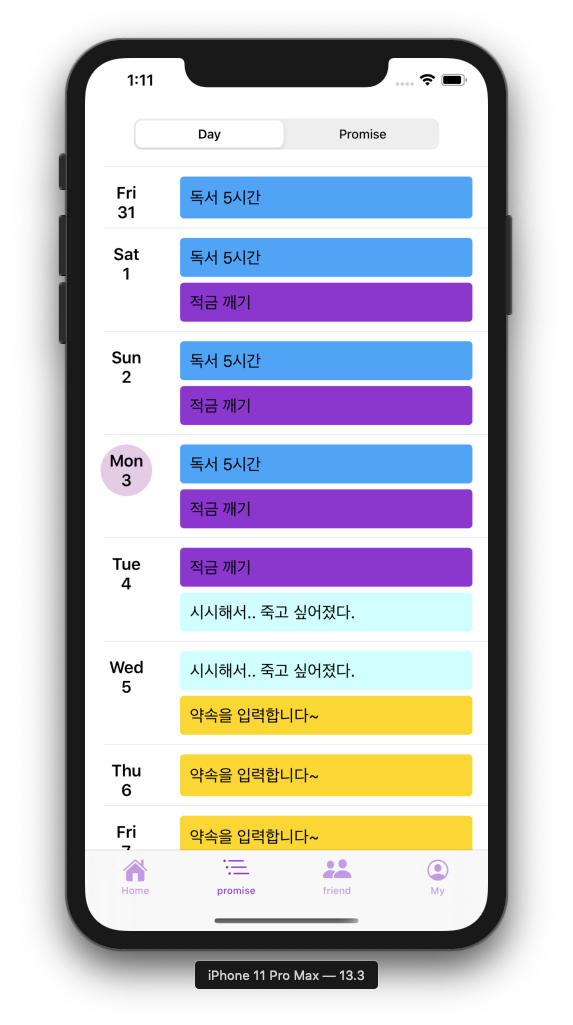 1:11
Day Promise
Fri
31
독서 5시간
Sat
1
독서 5시간
적금 깨기
Sun
2
독서 5시간
적금 깨기
Mon
3
독서 5시간
적금 깨기
Tue
4
적금 깨기
시시해서.. 죽고 싶어졌다.
Wed
5
시시해서.. 죽고 싶어졌다.
약속을 입력합니다~
Thu
6
약속을 입력합니다~
Fri
7
약속을 입력합니다~
Home promise friend My
iPhone 11 Pro Max — 13.3